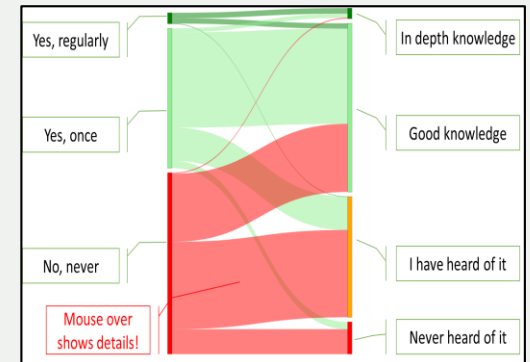 Yes, regularly
Yes, once
No, never
Mouse over
shows details!
In depth knowledge
Good knowledge
I have heard of it
Never heard of it